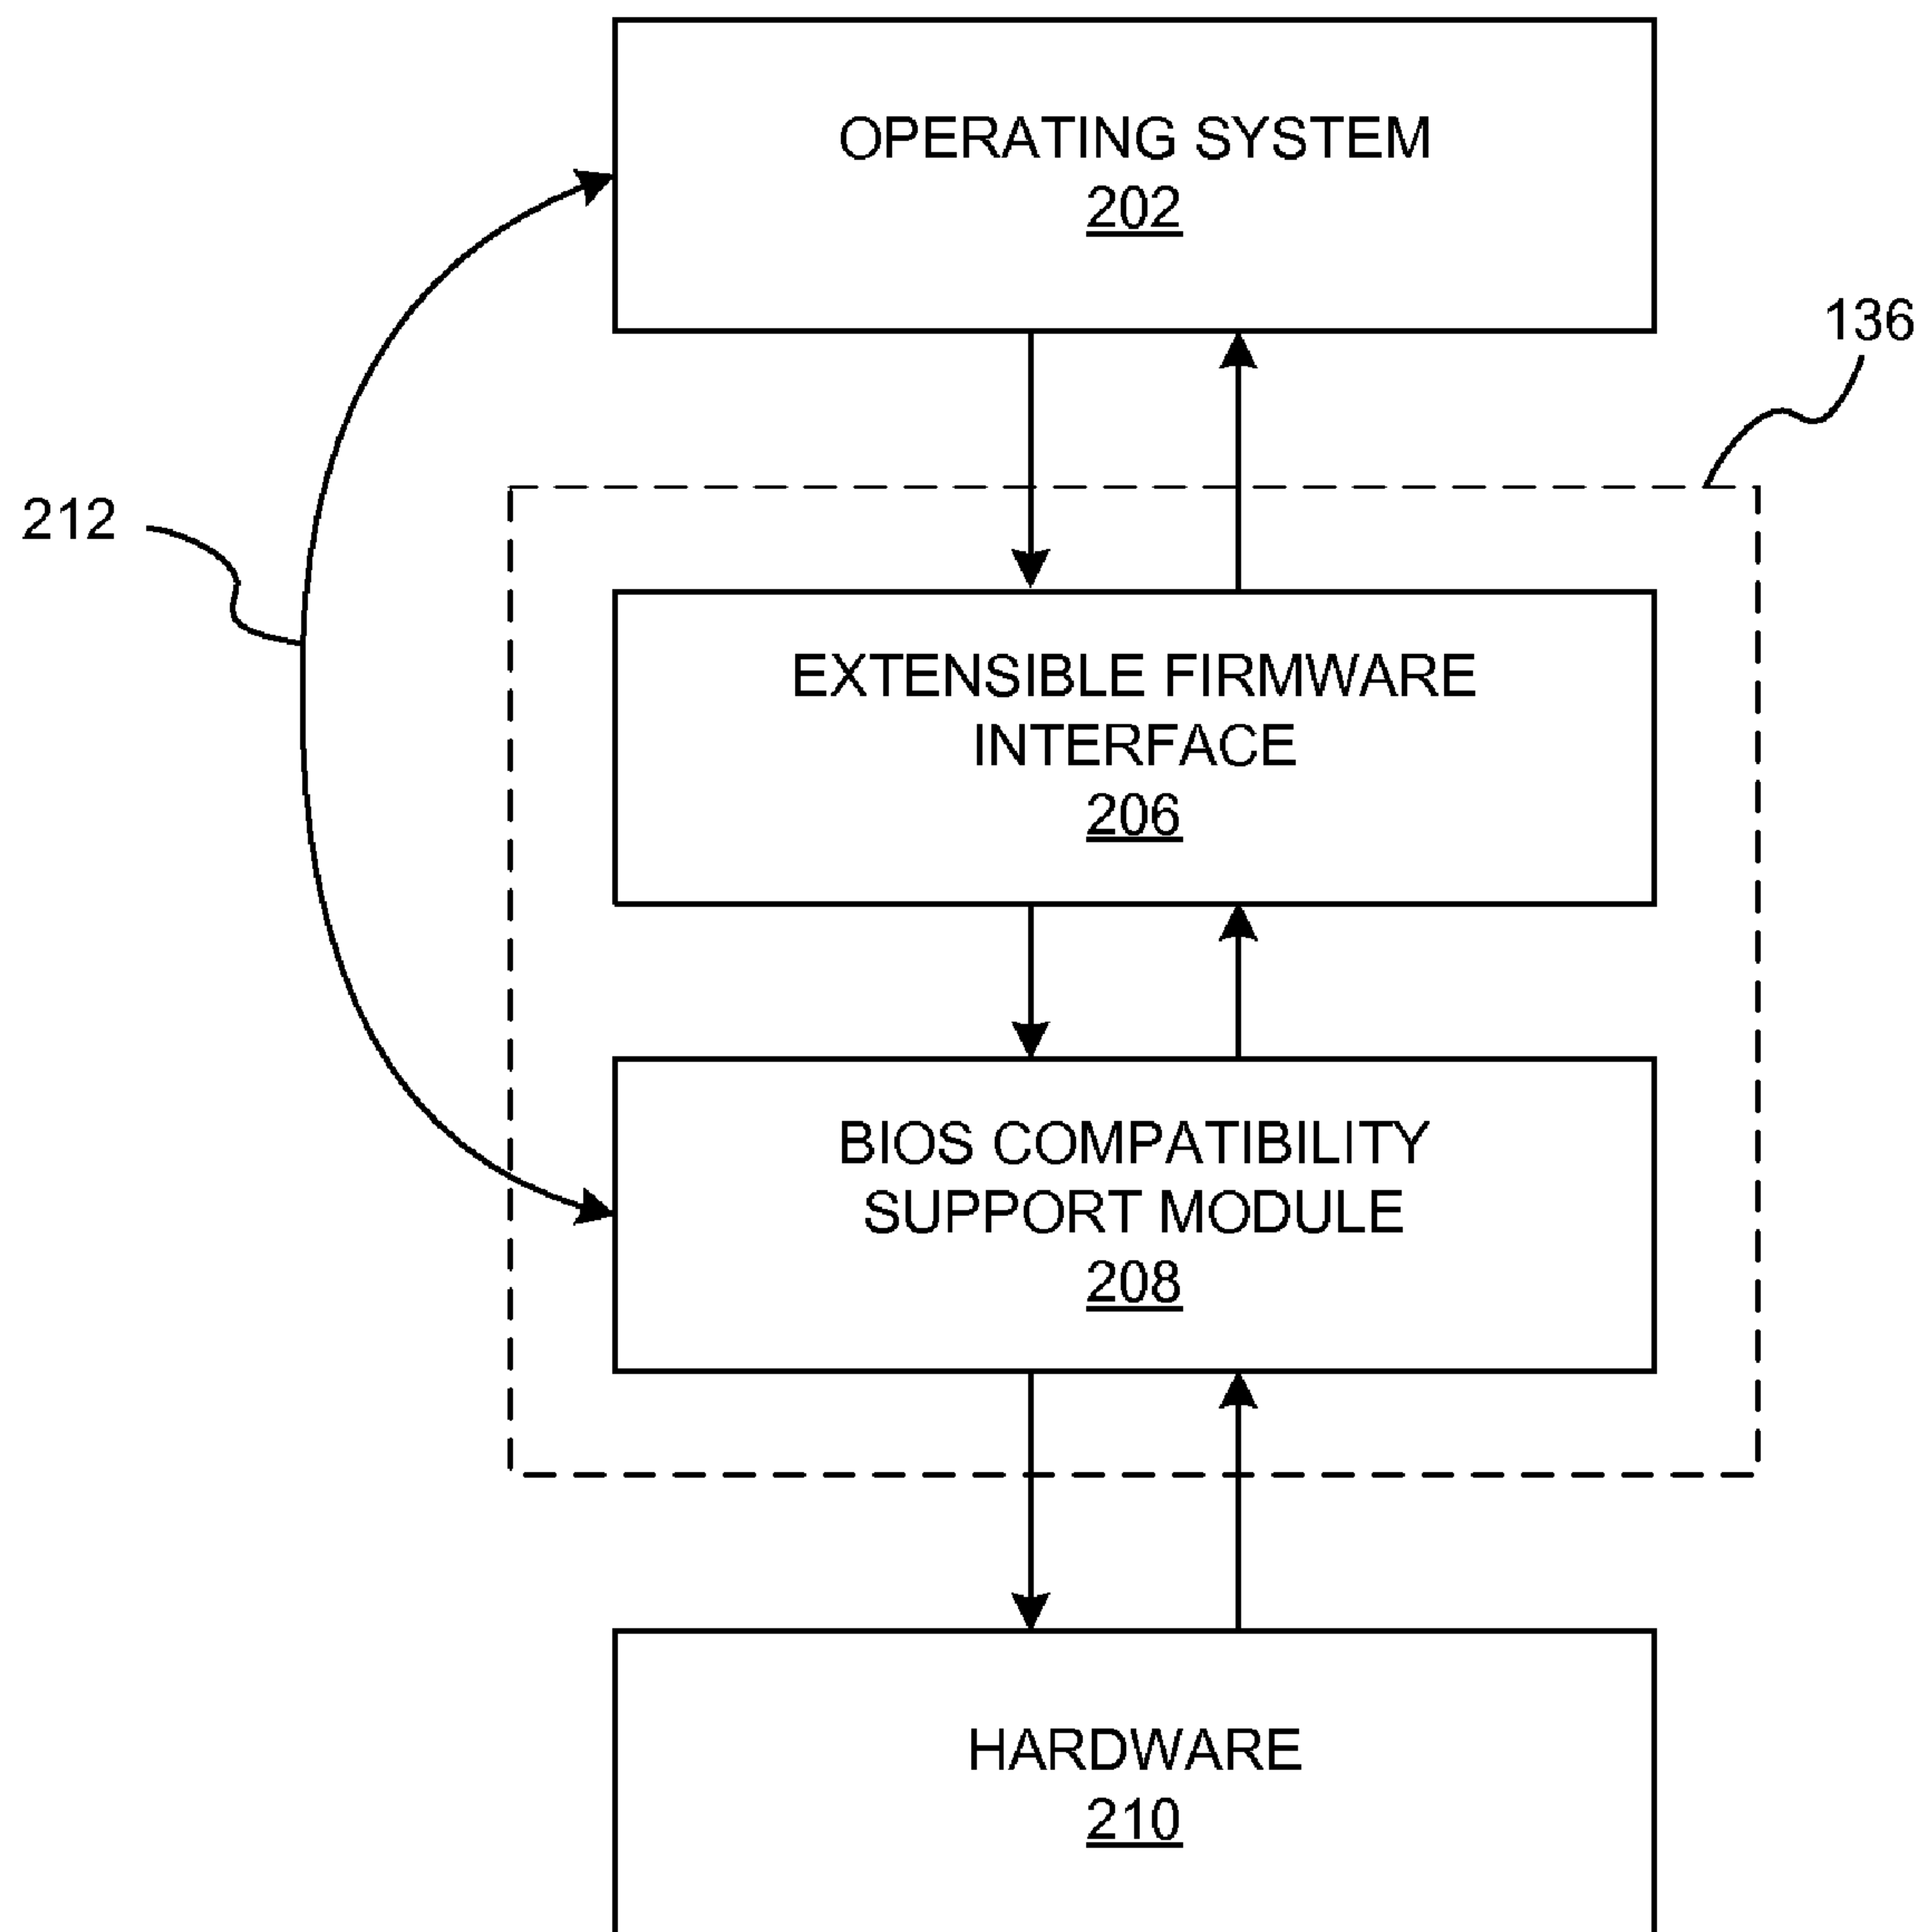 OPERATING SYSTEM
202
136
212
EXTENSIBLE FIRMWARE
INTERFACE
206
BIOS COMPATIBILITY
SUPPORT MODULE
208
HARDWARE
210